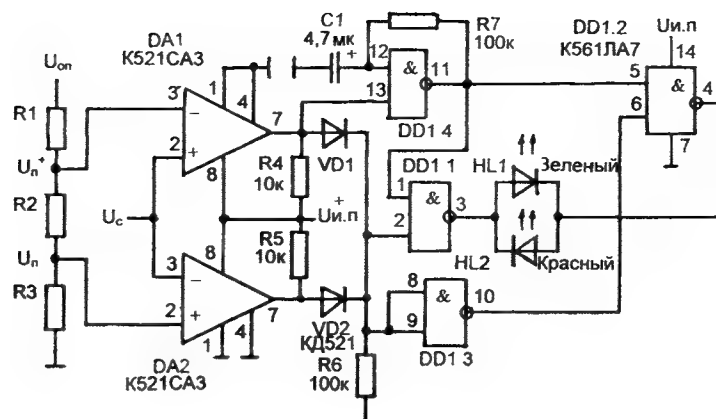 C1
4,7 мк
+
R7
100к
DD1.2
К561ЛА7
Uи.п
14
DA1
К521СА3
Uоп
R1
3
2
1
4
7
8
12
13
&
11
DD1 4
5
6
&
4
7
Uп+
R2
Uс
R4
10к
VD1
+
Uи.п
DD1 1
1
2
&
3
HL1
Зеленый
Uп
R3
R5
10к
HL2
Красный
3
2
8
7
1
4
VD2
КД521
8
9
&
10
DD1 3
DA2
К521СА3
R6
100к